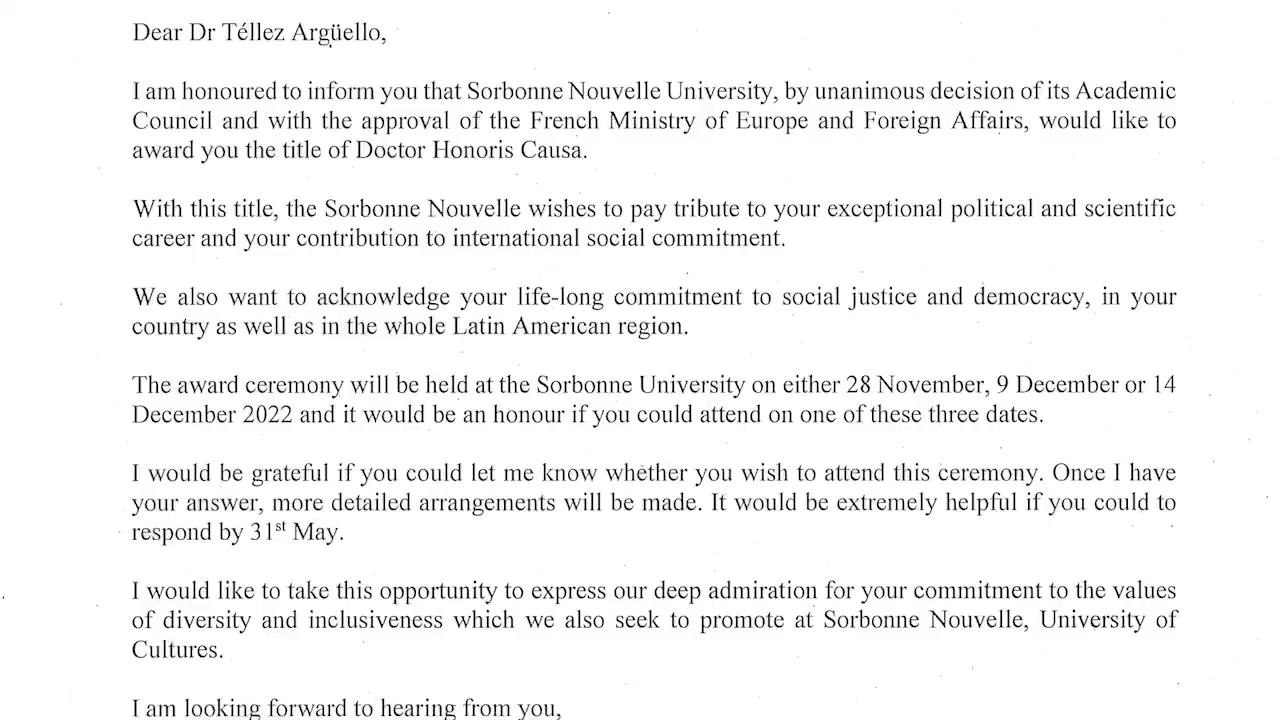 Dear Dr Téllez Argüello,
I am honoured to inform you that Sorbonne Nouvelle University, by unanimous decision of its Academic
Council and with the approval of the French Ministry of Europe and Foreign Affairs, would like to
award you the title of Doctor Honoris Causa.
With this title, the Sorbonne Nouvelle wishes to pay tribute to your exceptional political and scientific
career and your contribution to international social commitment.
We also want to acknowledge your life-long commitment to social justice and democracy, in your
country as well as in the whole Latin American region.
The award ceremony will be held at the Sorbonne University on either 28 November, 9 December or 14
December 2022 and it would be an honour if you could attend on one of these three dates.
I would be grateful if you could let me know whether you wish to attend this ceremony. Once I have
your answer, more detailed arrangements will be made. It would be extremely helpful if you could to
respond by 31st May.
I would like to take this opportunity to express our deep admiration for your commitment to the values
of diversity and inclusiveness which we also seek to promote at Sorbonne Nouvelle, University of
Cultures.
I am looking forward to hearing from you,